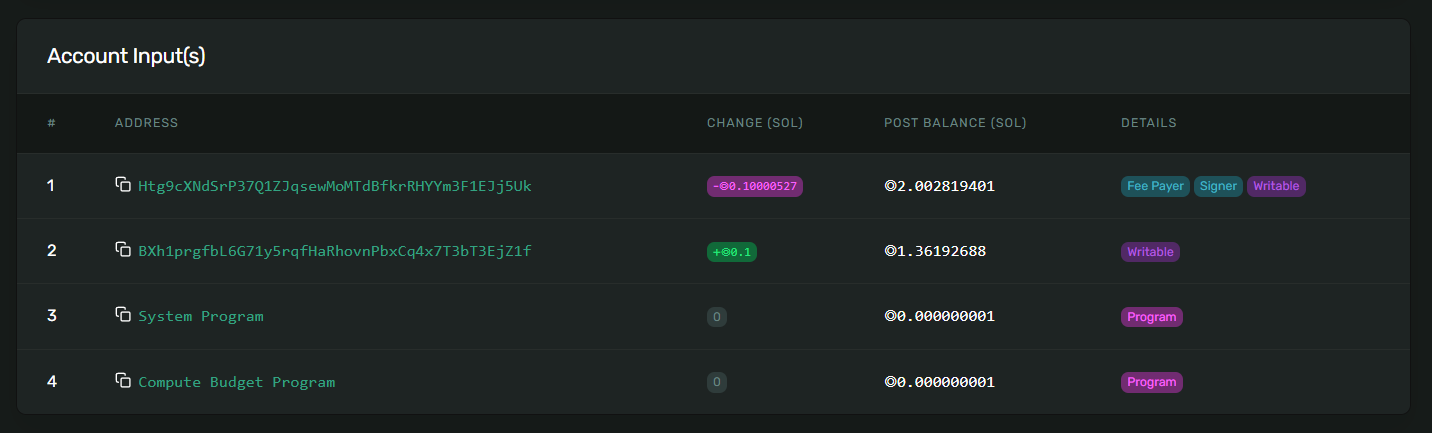 Account Input(s)
# ADDRESS CHANGE (SOL) POST BALANCE (SOL) DETAILS
1 Htg9cXNdSrP37Q1ZJqsewMoMTdBfkrRHYYm3F1EJj5Uk -◎0.10000527 ◎2.002819401 Fee Payer Signer Writable
2 BXh1prgfbL6G71y5rqfHaRhovnPbxCq4x7T3bT3EjZ1f +◎0.1 ◎1.36192688 Writable
3 System Program 0 ◎0.000000001 Program
4 Compute Budget Program 0 ◎0.000000001 Program